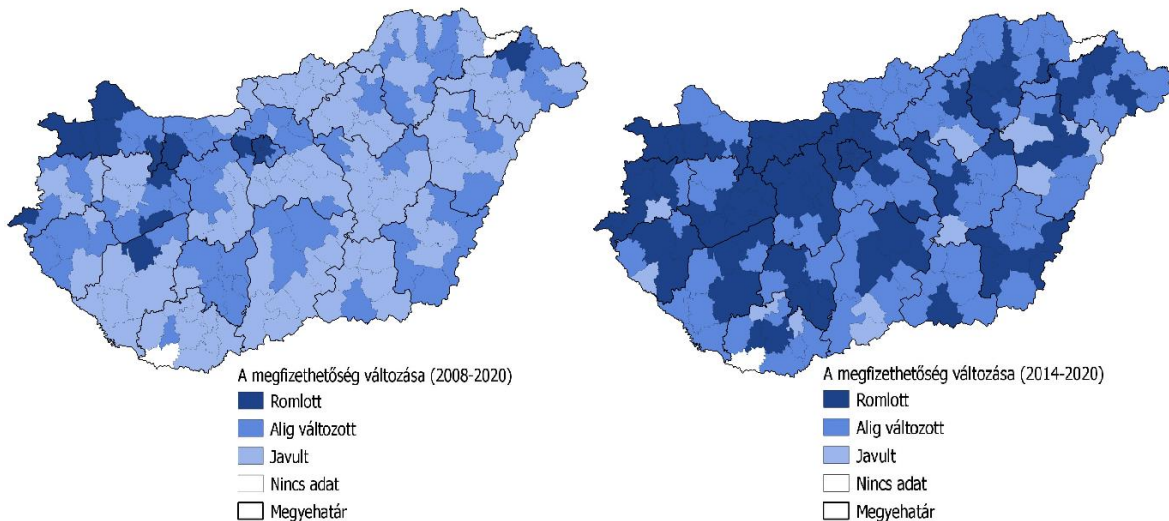 A megfizethetőség változása (2008-2020)
Romlott
Alig változott
Javult
Nincs adat
Megyehatár
A megfizethetőség változása (2014-2020)
Romlott
Alig változott
Javult
Nincs adat
Megyehatár